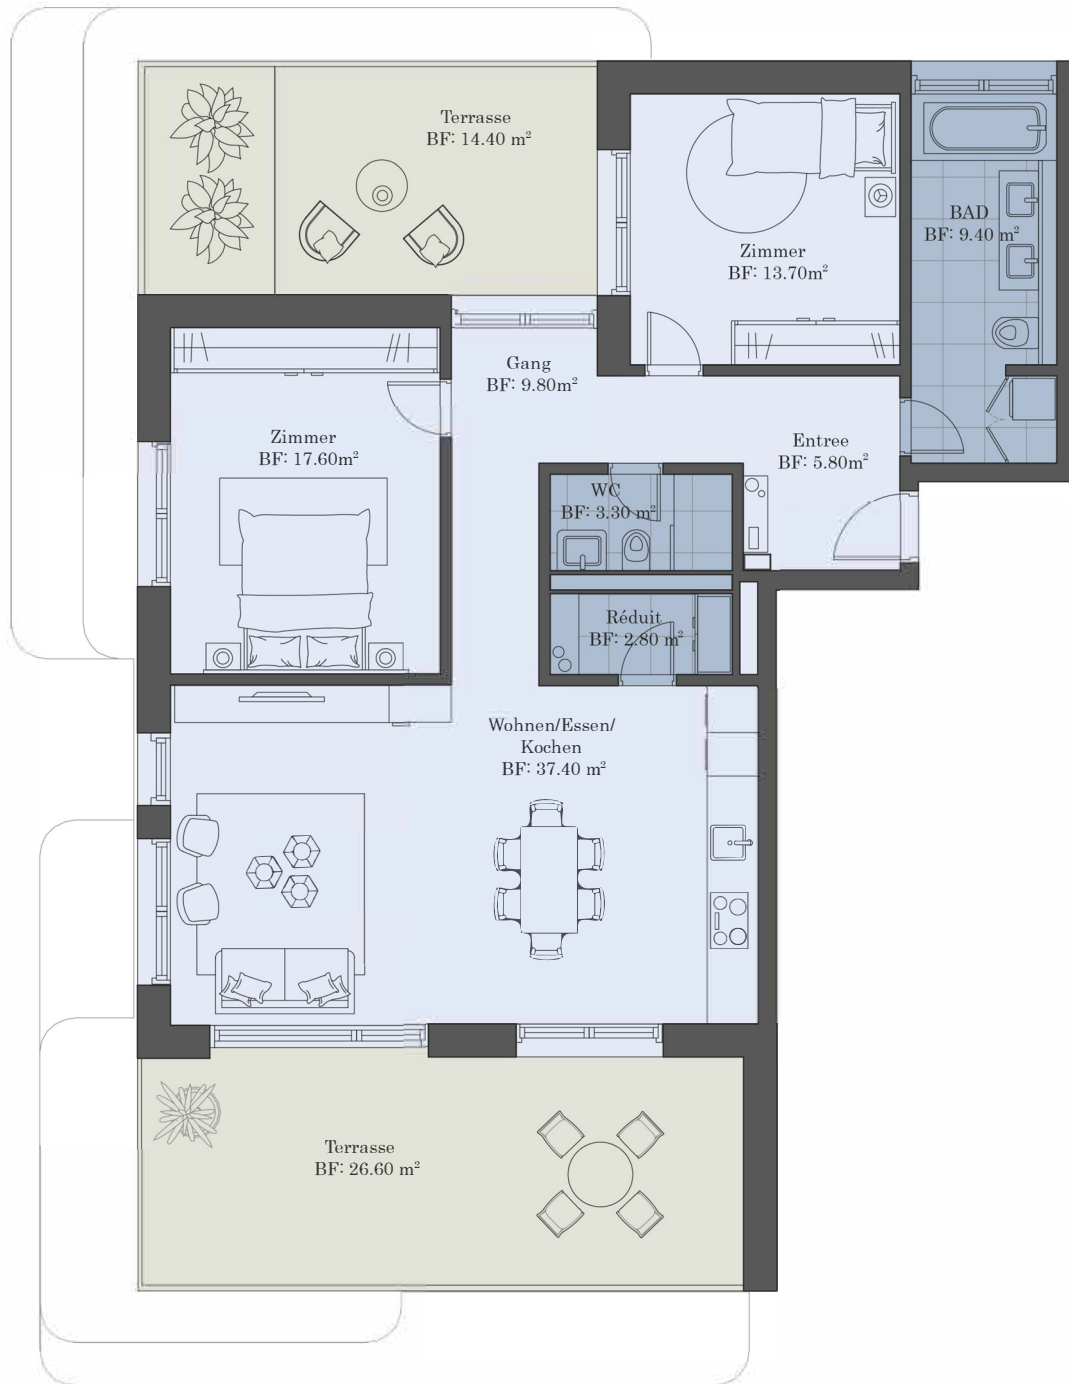 Terrasse
BF: 14.40 m²
Zimmer
BF: 13.70m²
BAD
BF: 9.40 m²
Gang
BF: 9.80m²
Zimmer
BF: 17.60m²
Entree
BF: 5.80m²
WC
BF: 3.30 m²
Réduit
BF: 2.80 m²
Wohnen/Essen/
Kochen
BF: 37.40 m²
Terrasse
BF: 26.60 m²